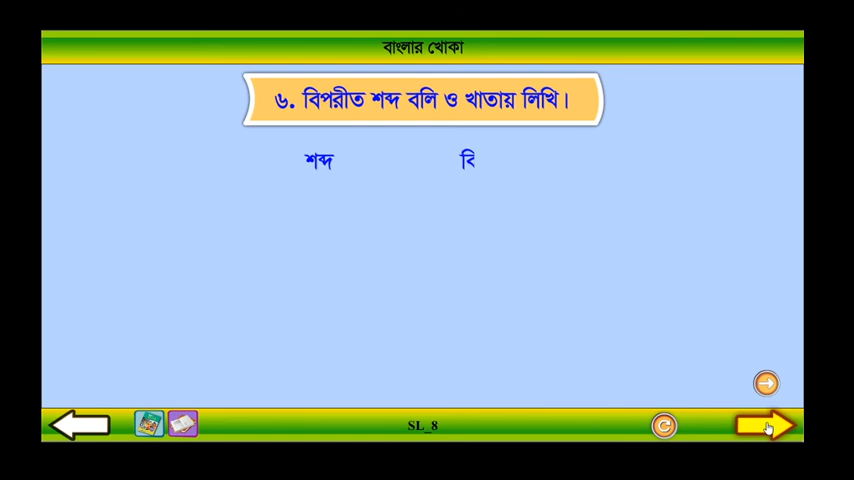 বাংলার খোকা
৬. বিপরীত শব্দ বলি ও খাতায় লিখি।
শব্দ বি
SL_8